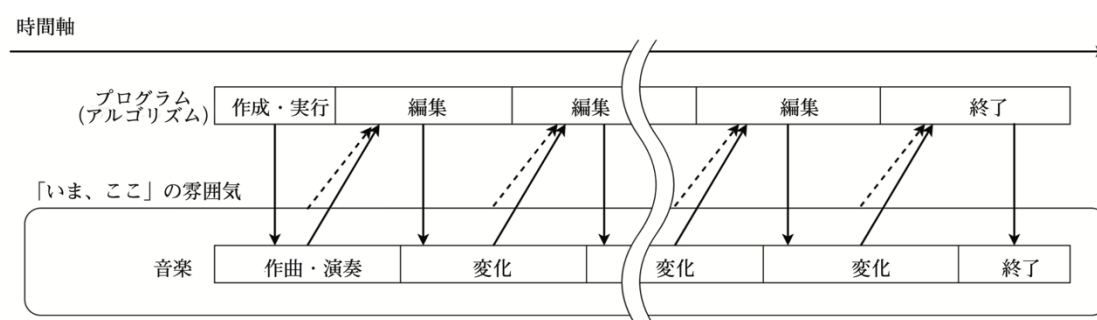 時間軸
プログラム
(アルゴリズム)
作成・実行
編集
編集
編集
終了
「いま、ここ」の雰囲気
音楽
作曲・演奏
変化
変化
変化
終了